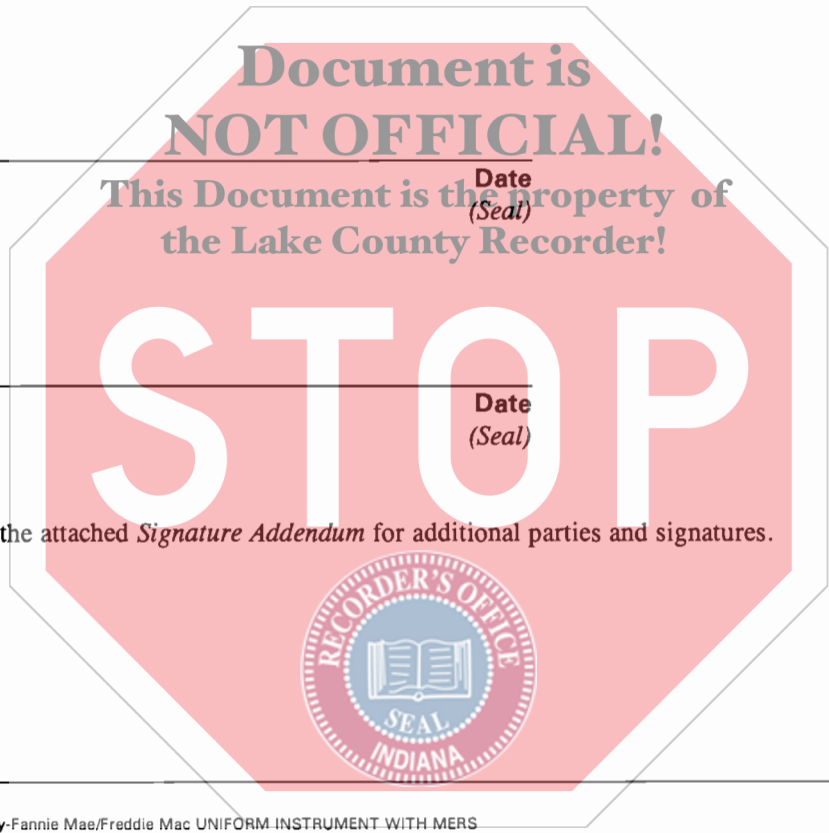 Document is
NOT OFFICIAL!
This Document is the property of
the Lake County Recorder!
Date
(Seal)
STOP
Date
(Seal)
the attached Signature Addendum for additional parties and signatures.
RECORDER'S OFFICE
SEAL
INDIANA
y-Fannie Mae/Freddie Mac UNIFORM INSTRUMENT WITH MERS